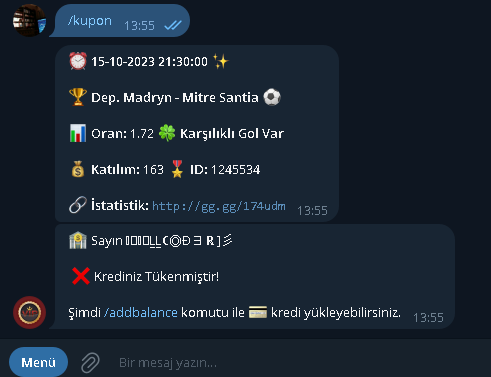 /kupon
13:55
⏰ 15-10-2023 21:30:00 ✨
🏆 Dep. Madryn - Mitre Santia ⚽
📊 Oran: 1.72 🍀 Karşılıklı Gol Var
💰 Katılım: 163 🎖 ID: 1245534
🔗 İstatistik: http://gg.gg/174udm
13:55
🏦 Sayın
❌ Krediniz Tükenmiştir!
Şimdi /addbalance komutu ile 💳 kredi yükleyebilirsiniz.
13:55
Menü
Bir mesaj yazın...